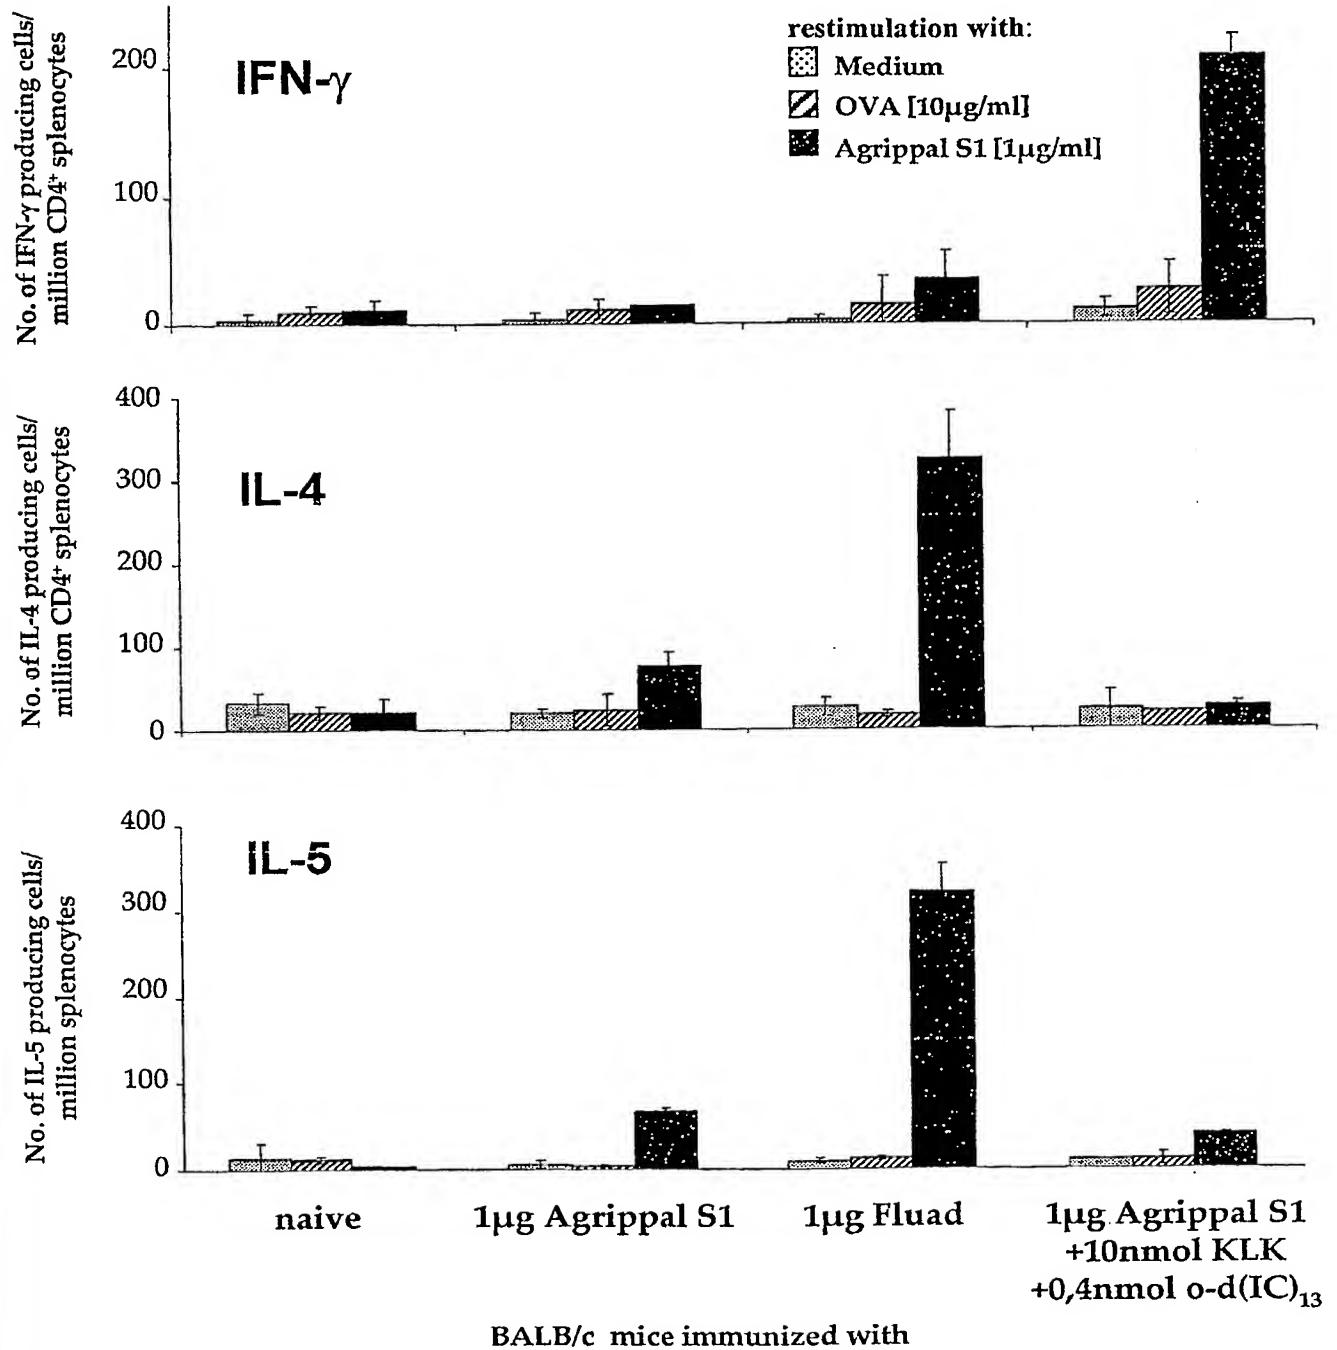 No. of IFN-γ producing cells/
million CD4⁺ splenocytes
200
100
0
IFN-γ
restimulation with:
Medium
OVA [10µg/ml]
Agrippal S1 [1µg/ml]
No. of IL-4 producing cells/
million CD4⁺ splenocytes
400
300
200
100
0
IL-4
No. of IL-5 producing cells/
million splenocytes
400
300
200
100
0
IL-5
naive
1µg Agrippal S1
1µg Fluad
1µg Agrippal S1
+10nmol KLK
+0,4nmol o-d(IC)₁₃
BALB/c mice immunized with